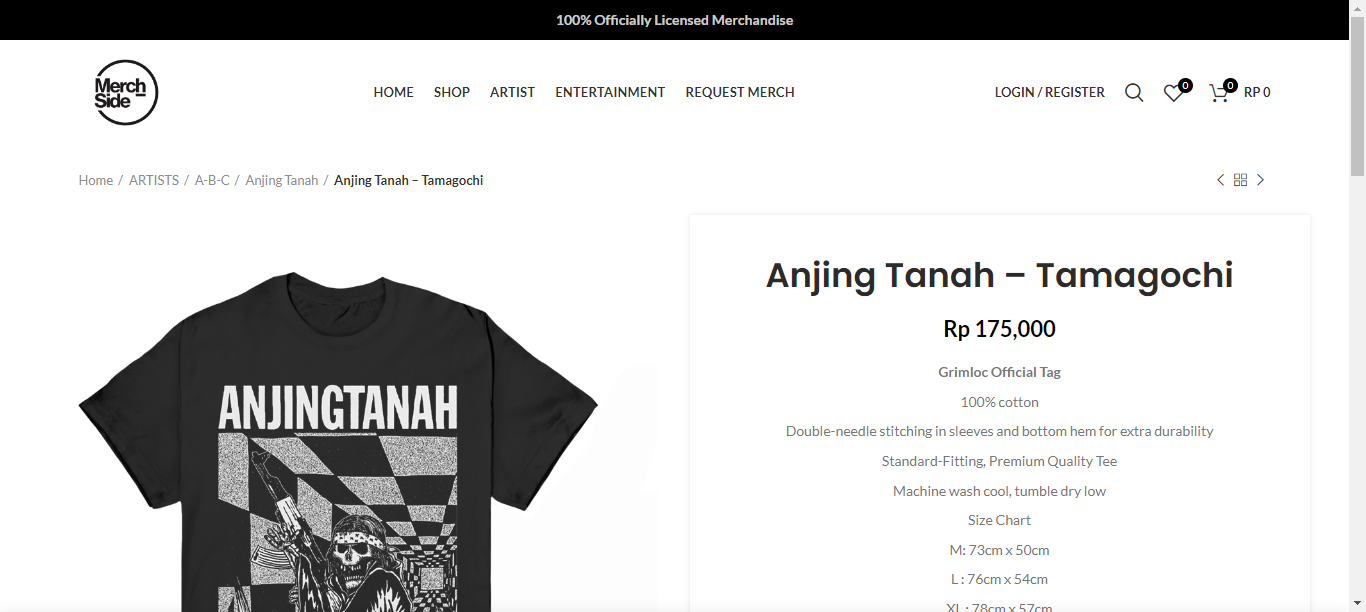 100% Officially Licensed Merchandise
Merch
Side
HOME SHOP ARTIST ENTERTAINMENT REQUEST MERCH
LOGIN / REGISTER 0 0 RP 0
Home / ARTISTS / A-B-C / Anjing Tanah / Anjing Tanah – Tamagochi
ANJINGTANAH
Anjing Tanah – Tamagochi
Rp 175,000
Grimloc Official Tag
100% cotton
Double-needle stitching in sleeves and bottom hem for extra durability
Standard-Fitting, Premium Quality Tee
Machine wash cool, tumble dry low
Size Chart
M: 73cm x 50cm
L : 76cm x 54cm
XL : 78cm x 57cm